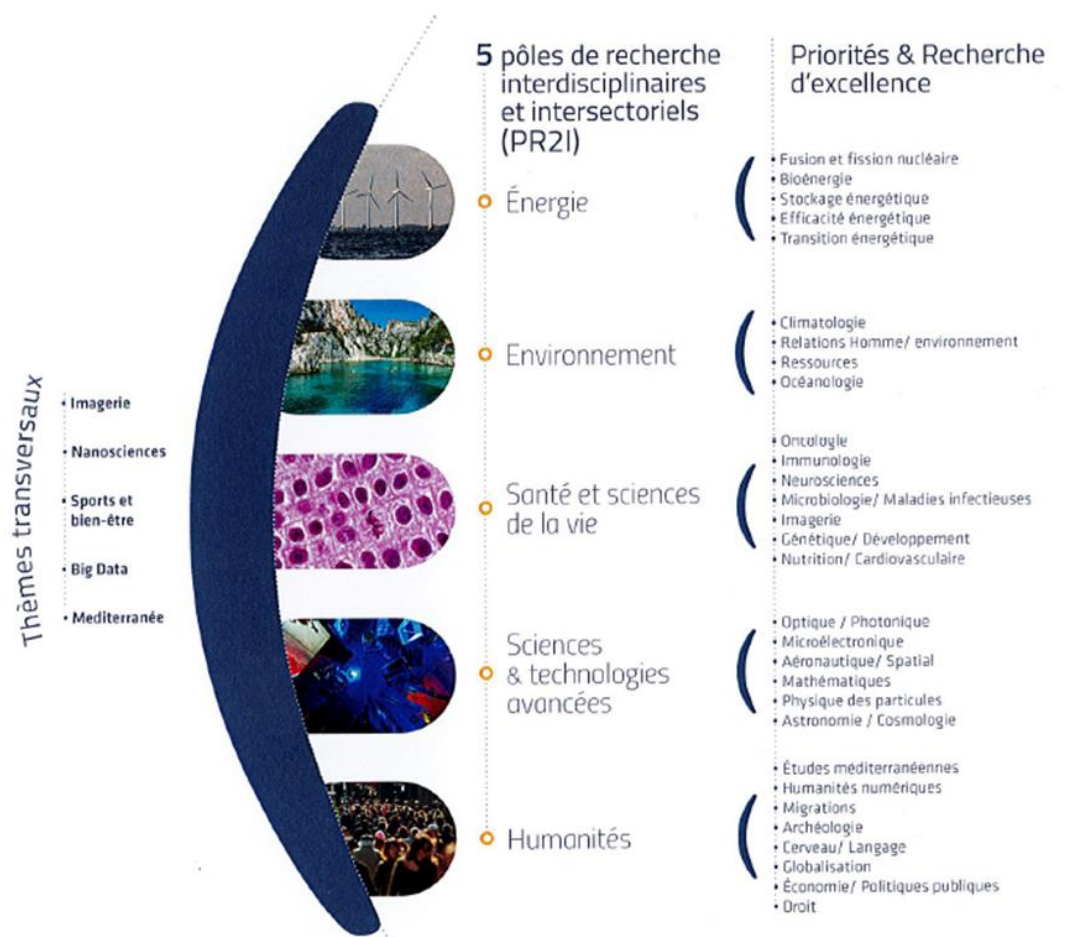 5 pôles de recherche
interdisciplinaires
et intersectoriels
(PR2I)
Priorités & Recherche
d'excellence
Thèmes transversaux
• Imagerie
• Nanosciences
• Sports et
bien-être
• Big Data
• Mediterranée
Énergie
• Fusion et fission nucléaire
• Bioénergie
• Stockage énergétique
• Efficacité énergétique
• Transition énergétique
Environnement
• Climatologie
• Relations Homme/ environnement
• Ressources
• Océanologie
Santé et sciences
de la vie
• Oncologie
• Immunologie
• Neurosciences
• Microbiologie/ Maladies infectieuses
• Imagerie
• Génétique/ Développement
• Nutrition/ Cardiovasculaire
Sciences
& technologies
avancées
• Optique / Photonique
• Microélectronique
• Aéronautique/ Spatial
• Mathématiques
• Physique des particules
• Astronomie / Cosmologie
Humanités
• Études méditerranéennes
• Humanités numériques
• Migrations
• Archéologie
• Cerveau/ Langage
• Globalisation
• Économie/ Politiques publiques
• Droit